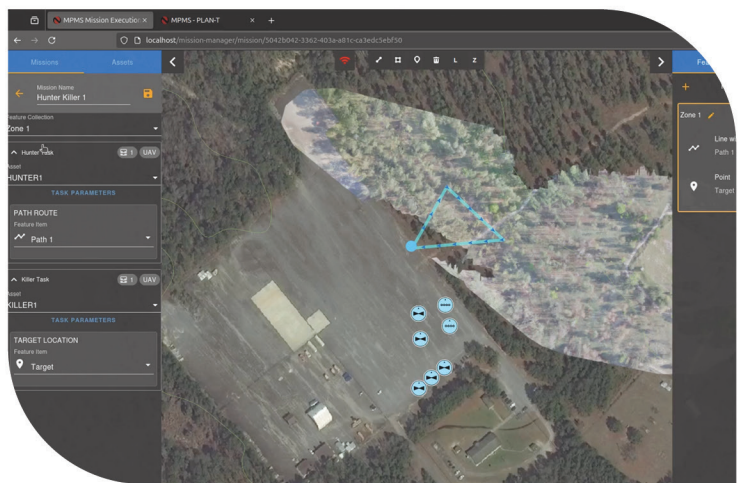 MPMS Mission Execution ×
MPMS - PLAN-T ×
+
localhost/mission-manager/mission/5042b042-3362-403a-a81c-ca3edc5ebf50
Missions
Assets
L
Z
Mission Name
Hunter Killer 1
Feature Collection
Zone 1
Hunter Task
1
UAV
Asset
HUNTER1
TASK PARAMETERS
PATH ROUTE
Feature Item
Path 1
Killer Task
1
UAV
Asset
KILLER1
TASK PARAMETERS
TARGET LOCATION
Feature Item
Target
Zone 1
Path 1
Point
Target